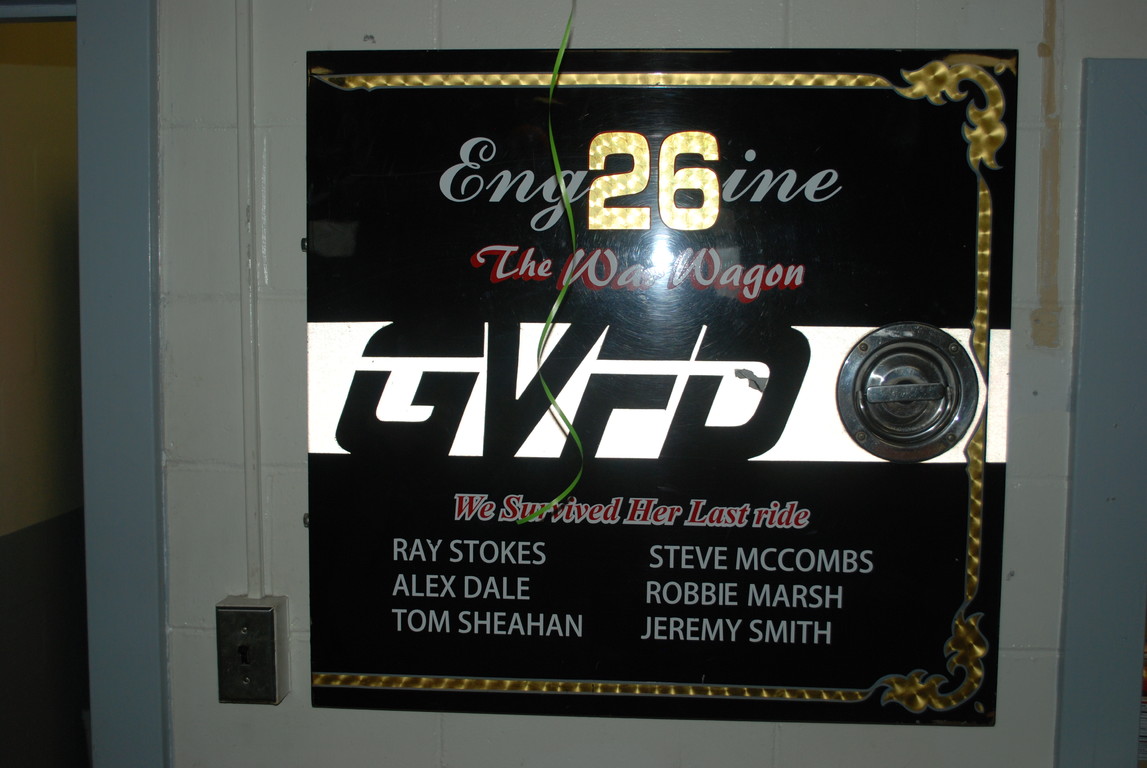 Eng26ine
The War Wagon
GVFD
We Survived Her Last ride
RAY STOKES STEVE MCCOMBS
ALEX DALE ROBBIE MARSH
TOM SHEAHAN JEREMY SMITH